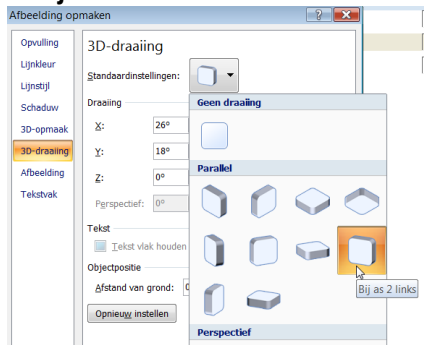 Afbeelding opmaken
Opvulling
Lijnkleur
Lijnstijl
Schaduw
3D-opmaak
3D-draaiing
Afbeelding
Tekstvak
3D-draaiing
Standaardinstellingen:
Draaiing
X: 26°
Y: 18°
Z: 0°
Perspectief: 0°
Tekst
Tekst vlak houden
Objectpositie
Afstand van grond:
Opnieuw instellen
Geen draaiing
Parallel
Bij as 2 links
Perspectief